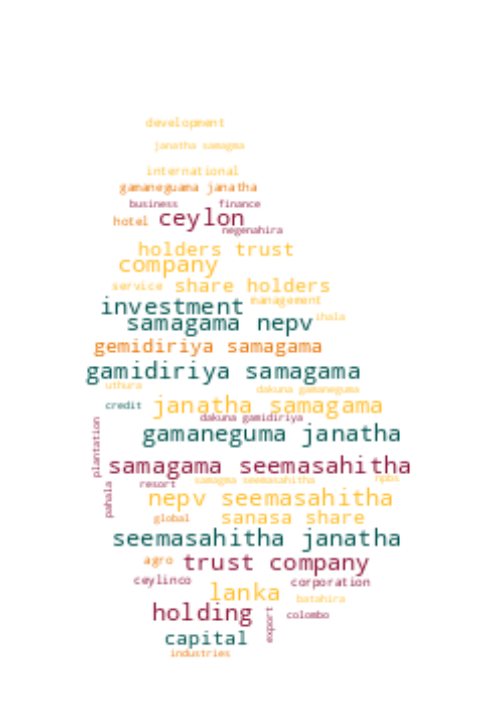 development
janatha samagma
international
gamaneguama janatha
business finance
hotel ceylon
negenahira
holders trust
company
service share holders
investment management
samagama nepv ihala
gemidiriya samagama
gamidiriya samagama
uthura dakuna gamaneguma
credit janatha samagama
dakuna gamidiriya
plantation
gamaneguma janatha
samagama seemasahitha
resort samagma seemasahitha npbs
pahala
nepv seemasahitha
global sanasa share
seemasahitha janatha
agro trust company
ceylinco corporation
lanka batahira
holding export colombo
capital
industries